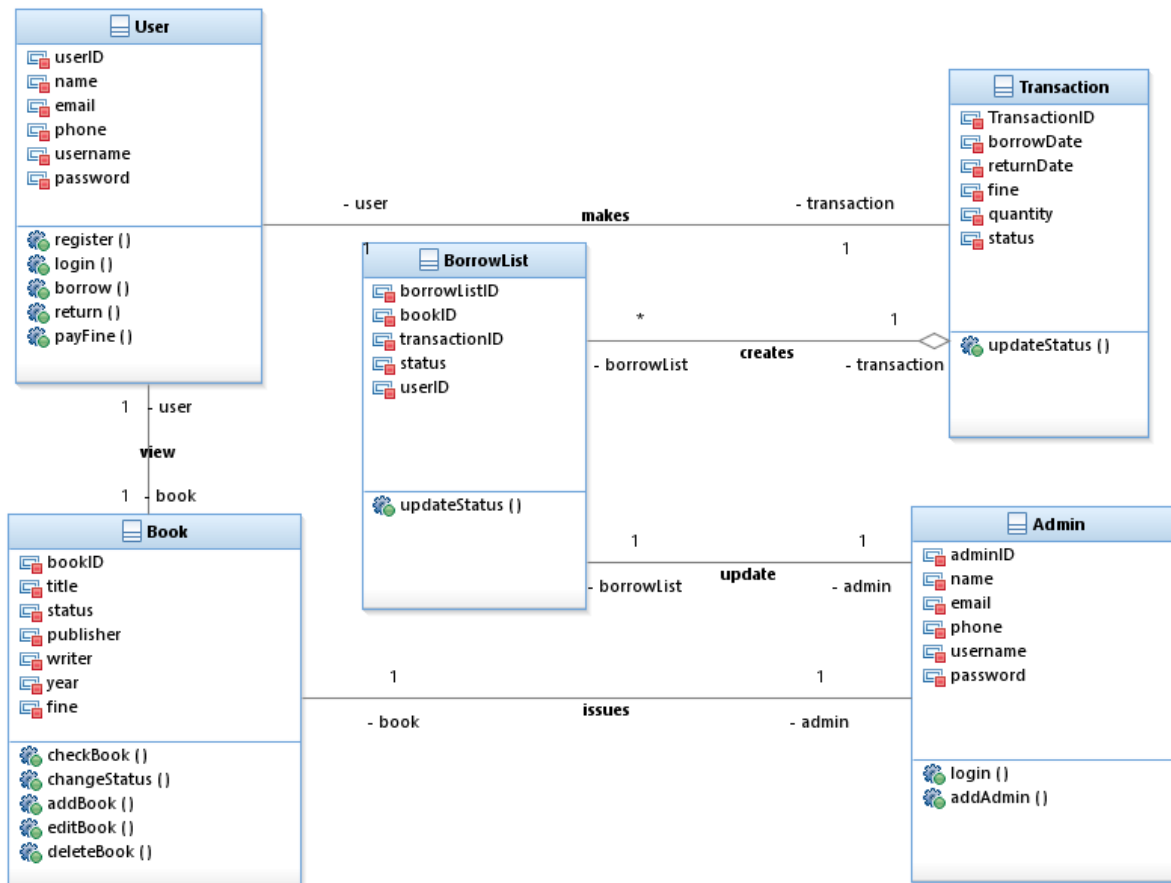 User
userID
name
email
phone
username
password
register ()
login ()
borrow ()
return ()
payFine ()
Transaction
TransactionID
borrowDate
returnDate
fine
quantity
status
updateStatus ()
- user
makes
- transaction
1
1
BorrowList
borrowListID
bookID
transactionID
status
userID
updateStatus ()
*
1
creates
- borrowList
- transaction
1
- user
view
1
- book
Book
bookID
title
status
publisher
writer
year
fine
checkBook ()
changeStatus ()
addBook ()
editBook ()
deleteBook ()
1
1
update
- borrowList
- admin
Admin
adminID
name
email
phone
username
password
login ()
addAdmin ()
1
1
issues
- book
- admin